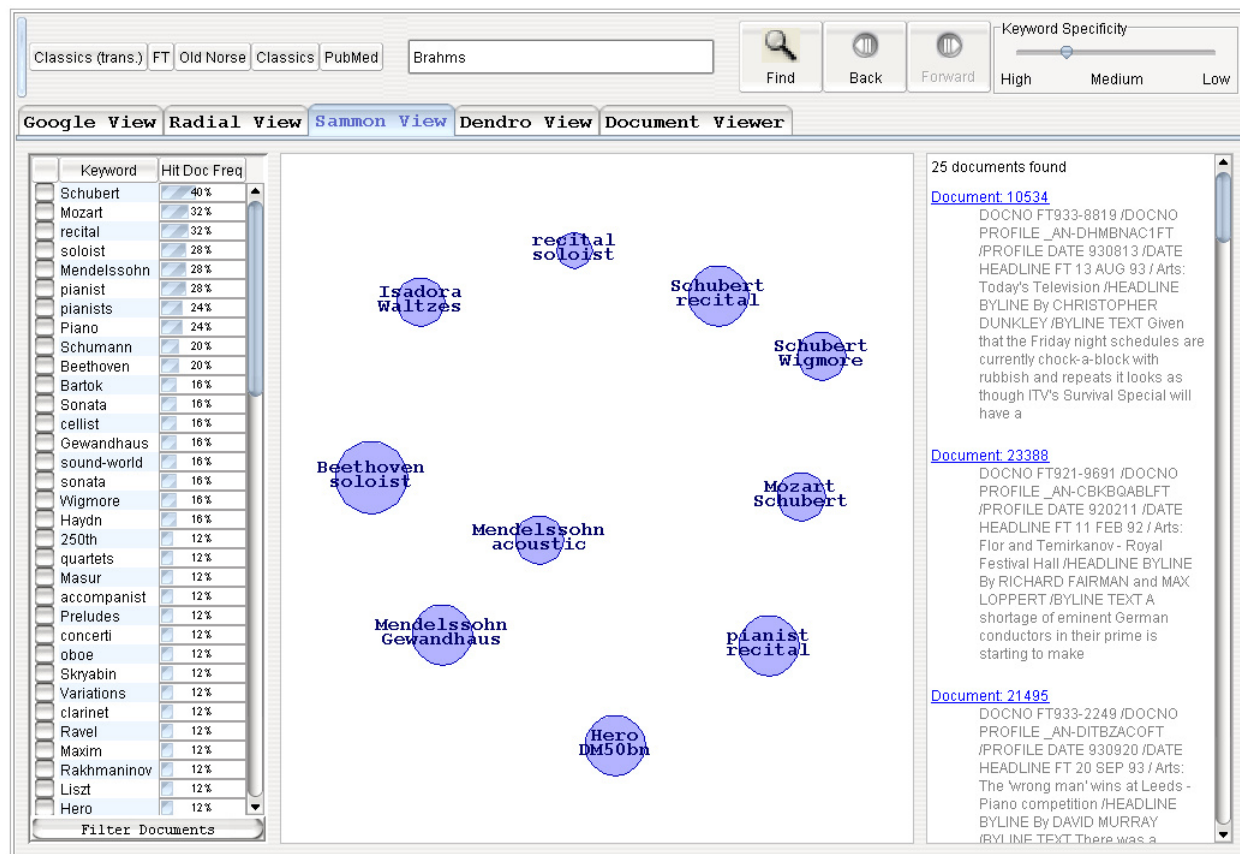 Classics (trans.) FT Old Norse Classics PubMed
Brahms
Find
Back
Forward
Keyword Specificity
High Medium Low
Google View Radial View Sammon View Dendro View Document Viewer
Keyword Hit Doc Freq
Schubert 40%
Mozart 32%
recital 32%
soloist 28%
Mendelssohn 28%
pianist 28%
pianists 24%
Piano 24%
Schumann 20%
Beethoven 20%
Bartok 16%
Sonata 16%
cellist 16%
Gewandhaus 16%
sound-world 16%
sonata 16%
Wigmore 16%
Haydn 16%
250th 12%
quartets 12%
Masur 12%
accompanist 12%
Preludes 12%
concerti 12%
oboe 12%
Skryabin 12%
Variations 12%
clarinet 12%
Ravel 12%
Maxim 12%
Rakhmaninov 12%
Liszt 12%
Hero 12%
Filter Documents
recital
soloist
Isadora
Waltzes
Schubert
recital
Schubert
Wigmore
Beethoven
soloist
Mozart
Schubert
Mendelssohn
acoustic
Mendelssohn
Gewandhaus
pianist
recital
Hero
DM50bn
25 documents found
Document: 10534
DOCNO FT933-8819 /DOCNO
PROFILE _AN-DHMBNAC1FT
/PROFILE DATE 930813 /DATE
HEADLINE FT 13 AUG 93 / Arts:
Today's Television /HEADLINE
BYLINE By CHRISTOPHER
DUNKLEY /BYLINE TEXT Given
that the Friday night schedules are
currently chock-a-block with
rubbish and repeats it looks as
though ITV's Survival Special will
have a
Document: 23388
DOCNO FT921-9691 /DOCNO
PROFILE _AN-CBKBQABLFT
/PROFILE DATE 920211 /DATE
HEADLINE FT 11 FEB 92 / Arts:
Flor and Temirkanov - Royal
Festival Hall /HEADLINE BYLINE
By RICHARD FAIRMAN and MAX
LOPPERT /BYLINE TEXT A
shortage of eminent German
conductors in their prime is
starting to make
Document: 21495
DOCNO FT933-2249 /DOCNO
PROFILE _AN-DITBZACOFT
/PROFILE DATE 930920 /DATE
HEADLINE FT 20 SEP 93 / Arts:
The 'wrong man' wins at Leeds -
Piano competition /HEADLINE
BYLINE By DAVID MURRAY
/BYLINE TEXT There was a